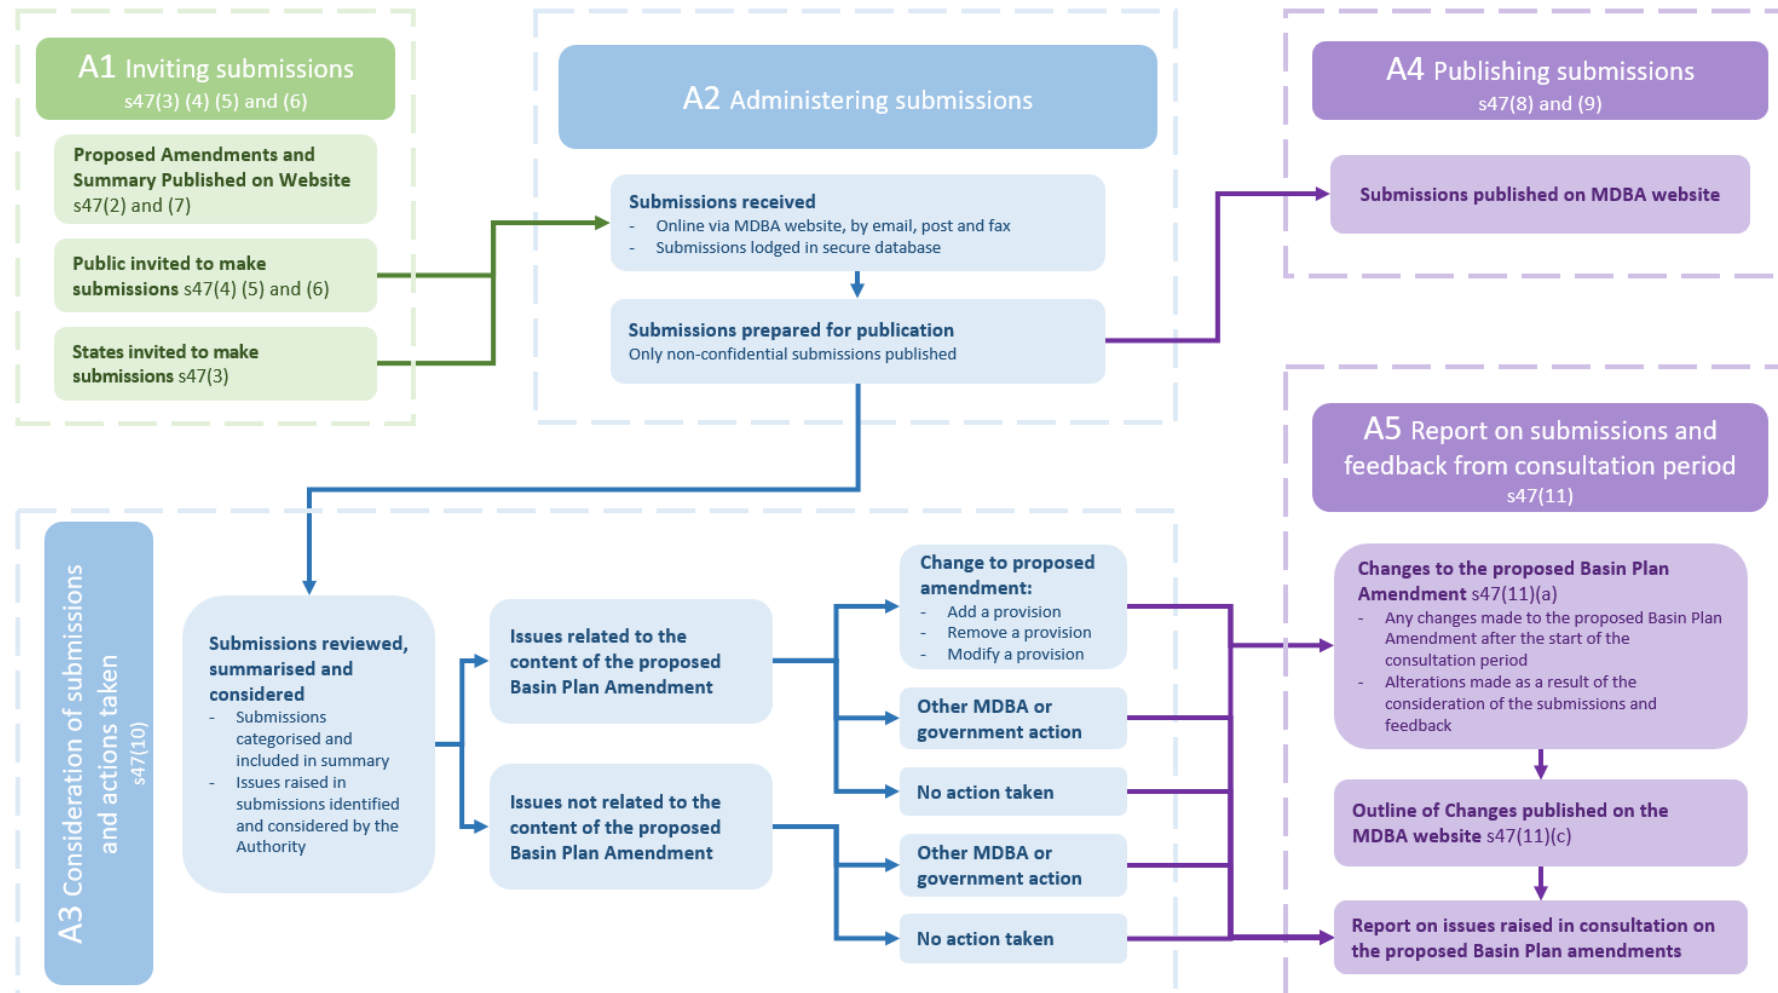 A1 Inviting submissions
s47(3) (4) (5) and (6)
Proposed Amendments and
Summary Published on Website
s47(2) and (7)
Public invited to make
submissions s47(4) (5) and (6)
States invited to make
submissions s47(3)
A2 Administering submissions
Submissions received
- Online via MDBA website, by email, post and fax
- Submissions lodged in secure database
Submissions prepared for publication
Only non-confidential submissions published
A4 Publishing submissions
s47(8) and (9)
Submissions published on MDBA website
A3 Consideration of submissions
and actions taken
s47(10)
Submissions reviewed,
summarised and
considered
- Submissions
categorised and
included in summary
- Issues raised in
submissions identified
and considered by the
Authority
Issues related to the
content of the proposed
Basin Plan Amendment
Issues not related to the
content of the proposed
Basin Plan Amendment
Change to proposed
amendment:
- Add a provision
- Remove a provision
- Modify a provision
Other MDBA or
government action
No action taken
Other MDBA or
government action
No action taken
A5 Report on submissions and
feedback from consultation period
s47(11)
Changes to the proposed Basin Plan
Amendment s47(11)(a)
- Any changes made to the proposed Basin Plan
Amendment after the start of the
consultation period
- Alterations made as a result of the
consideration of the submissions and
feedback
Outline of Changes published on the
MDBA website s47(11)(c)
Report on issues raised in consultation on
the proposed Basin Plan amendments